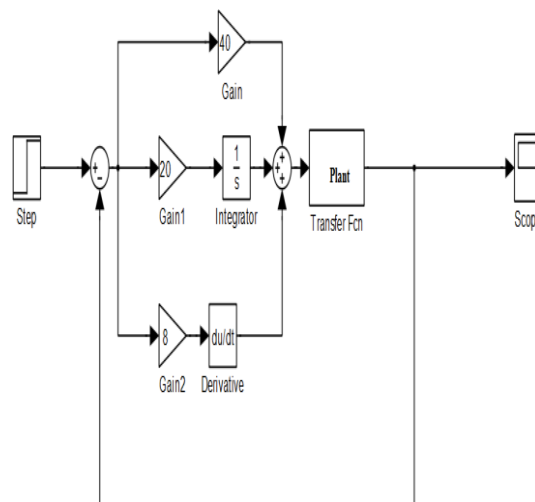 40
Gain
+
-
20
1
s
+
+
+
Plant
Step
Gain1
Integrator
Transfer Fcn
Scop
8
du/dt
Gain2
Derivative